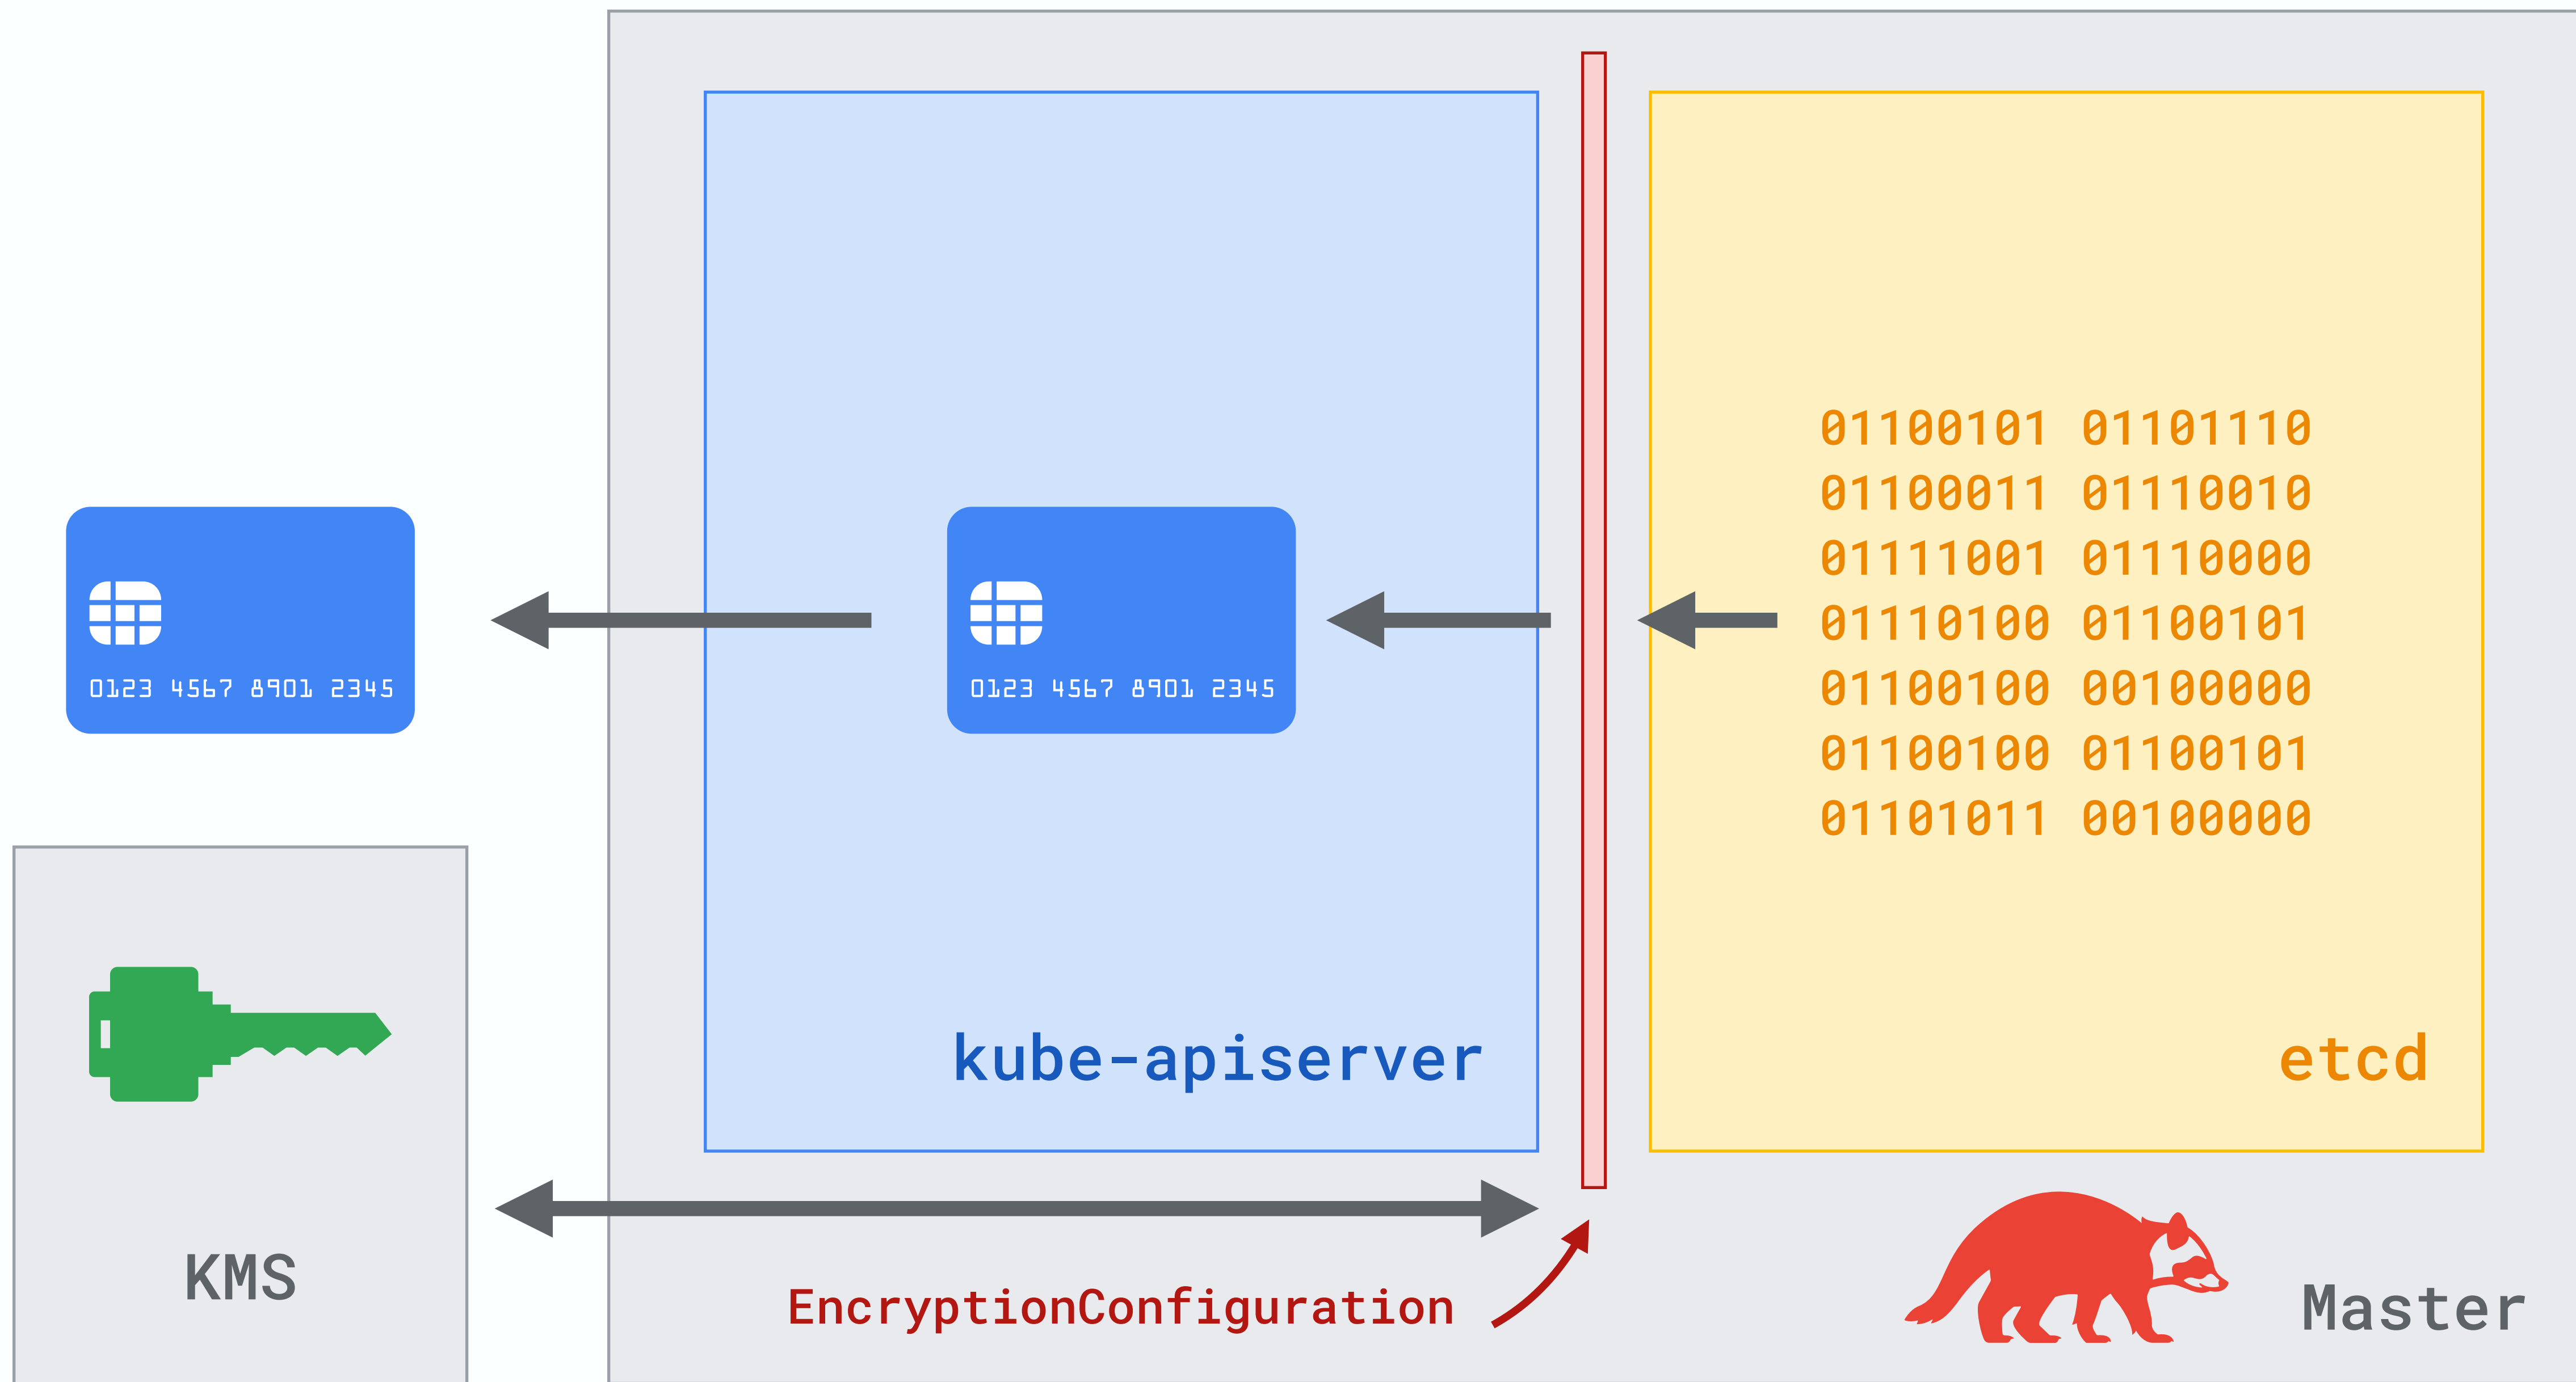 01100101 01101110
01100011 01110010
01111001 01110000
01110100 01100101
01100100 00100000
01100100 01100101
01101011 00100000
0123 4567 8901 2345
0123 4567 8901 2345
kube-apiserver
etcd
KMS
EncryptionConfiguration
Master